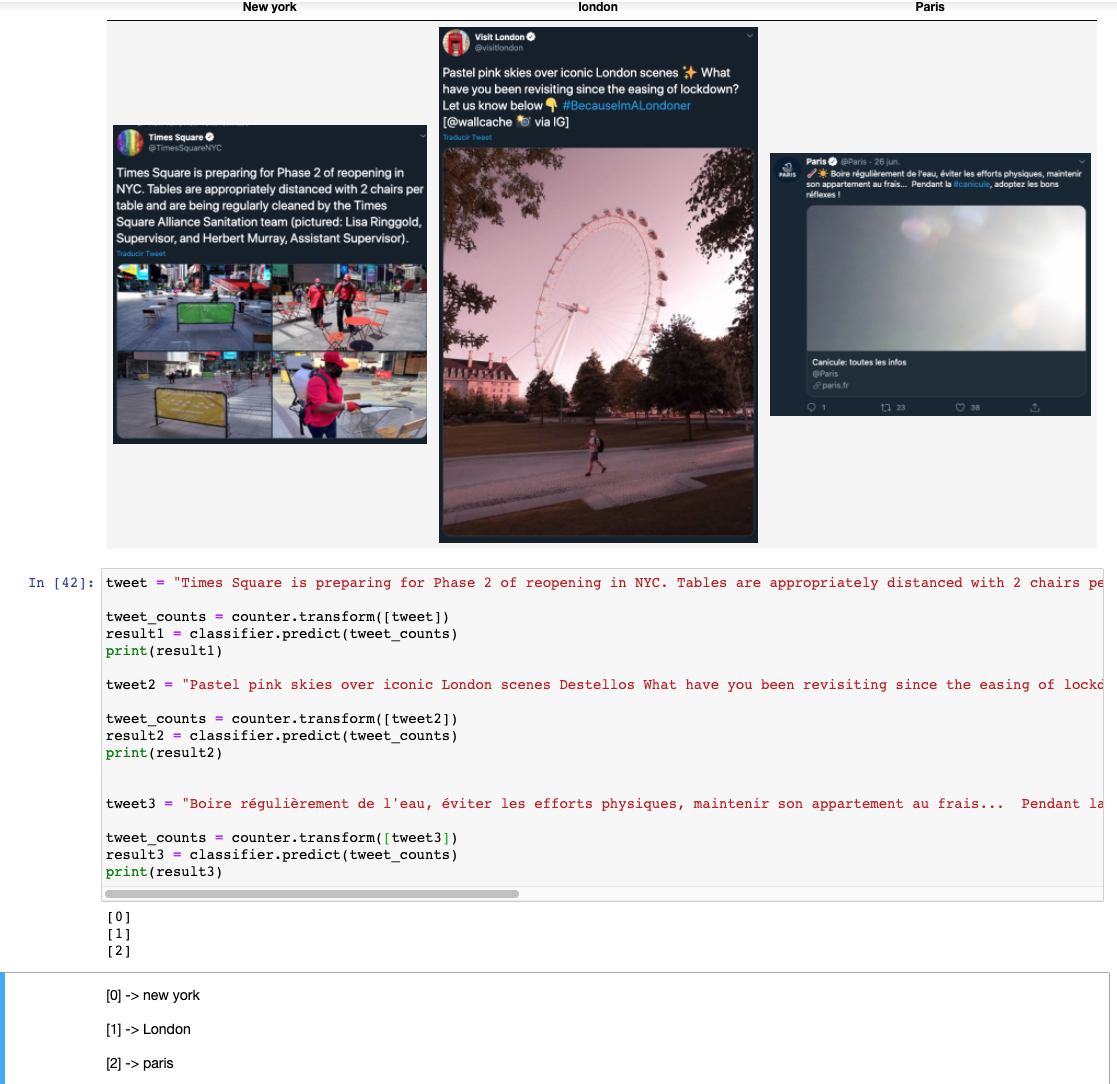 New york london Paris
Visit London
@visitlondon
Pastel pink skies over iconic London scenes ✨ What
have you been revisiting since the easing of lockdown?
Let us know below 👇 #BecauseImALondoner
[@wallcache 📸 via IG]
Traducir Tweet
Times Square
@TimesSquareNYC
Times Square is preparing for Phase 2 of reopening in
NYC. Tables are appropriately distanced with 2 chairs per
table and are being regularly cleaned by the Times
Square Alliance Sanitation team (pictured: Lisa Ringgold,
Supervisor, and Herbert Murray, Assistant Supervisor).
Traducir Tweet
PARIS
Paris @Paris · 26 jun.
Boire régulièrement de l'eau, éviter les efforts physiques, maintenir
son appartement au frais... Pendant la #canicule, adoptez les bons
réflexes !
Canicule: toutes les infos
@Paris
paris.fr
1 23 38
In [42]: tweet = "Times Square is preparing for Phase 2 of reopening in NYC. Tables are appropriately distanced with 2 chairs pe
tweet_counts = counter.transform([tweet])
result1 = classifier.predict(tweet_counts)
print(result1)
tweet2 = "Pastel pink skies over iconic London scenes Destellos What have you been revisiting since the easing of lockd
tweet_counts = counter.transform([tweet2])
result2 = classifier.predict(tweet_counts)
print(result2)
tweet3 = "Boire régulièrement de l'eau, éviter les efforts physiques, maintenir son appartement au frais...  Pendant la
tweet_counts = counter.transform([tweet3])
result3 = classifier.predict(tweet_counts)
print(result3)
[0]
[1]
[2]
[0] -> new york
[1] -> London
[2] -> paris